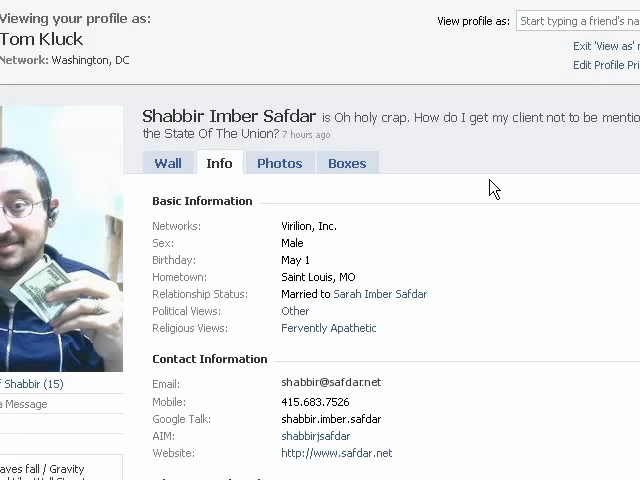 Viewing your profile as:
Tom Kluck
Network: Washington, DC
View profile as: Start typing a friend's na
Exit 'View as'
Edit Profile Pri
Shabbir Imber Safdar is Oh holy crap. How do I get my client not to be mentio
the State Of The Union? 7 hours ago
Wall Info Photos Boxes
Basic Information
Networks: Virilion, Inc.
Sex: Male
Birthday: May 1
Hometown: Saint Louis, MO
Relationship Status: Married to Sarah Imber Safdar
Political Views: Other
Religious Views: Fervently Apathetic
Contact Information
Email: shabbir@safdar.net
Mobile: 415.683.7526
Google Talk: shabbir.imber.safdar
AIM: shabbirjsafdar
Website: http://www.safdar.net
f Shabbir (15)
a Message
aves fall / Gravity